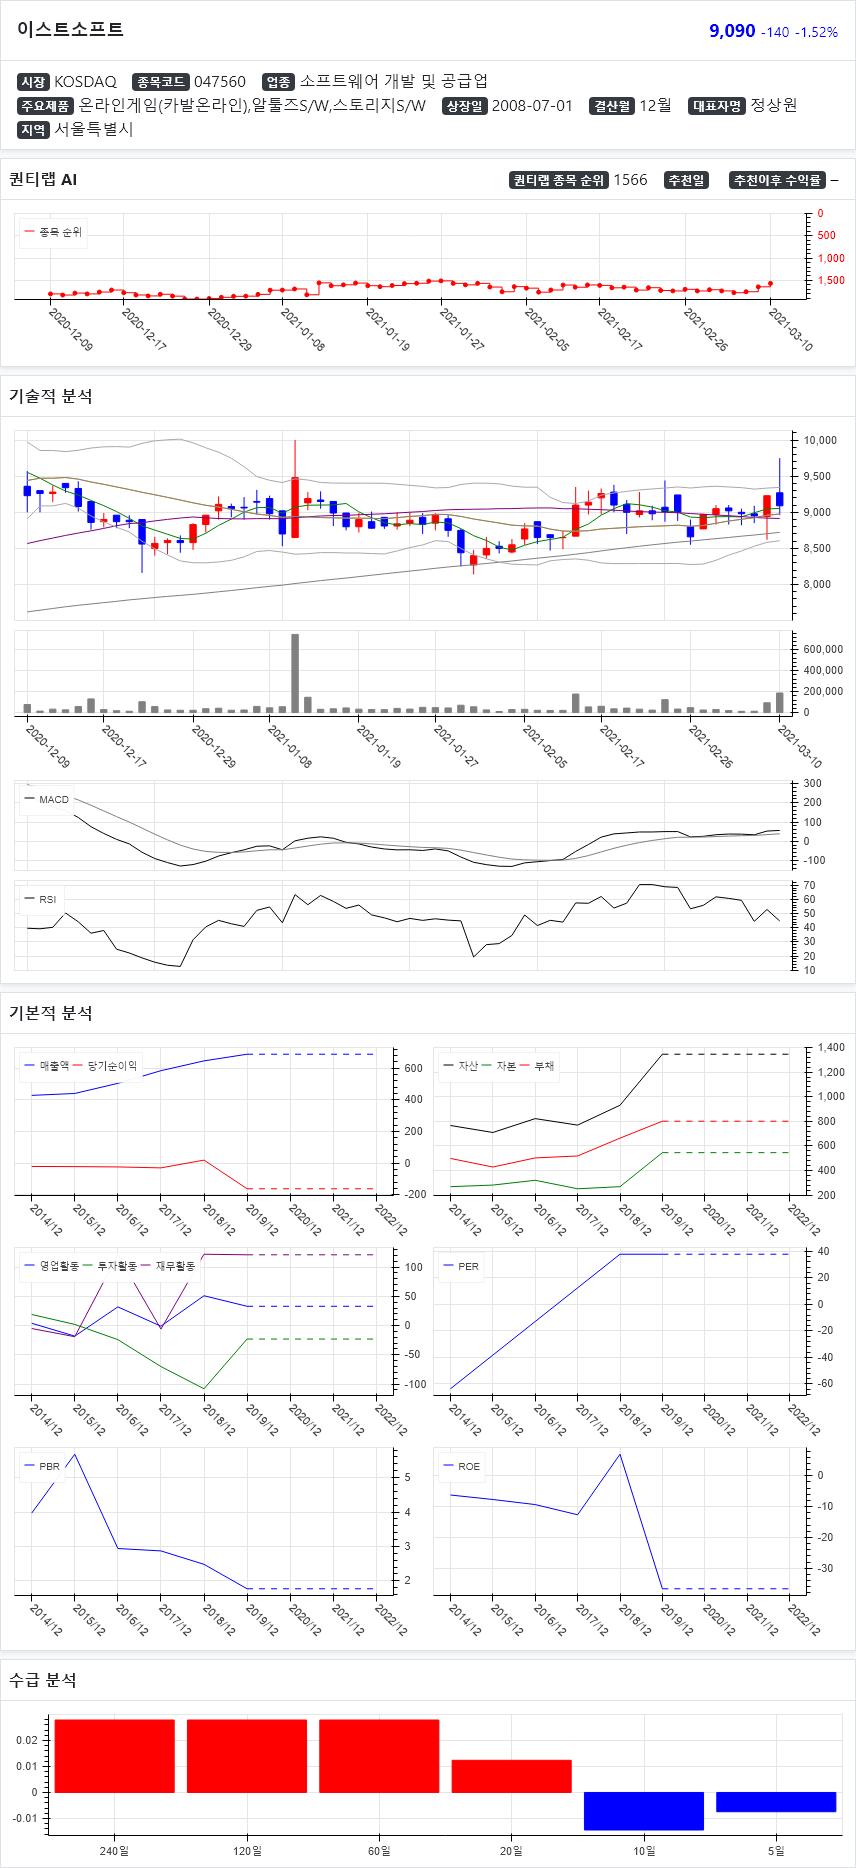 이스트소프트 9,090 -140 -1.52%
시장 KOSDAQ 종목코드 047560 업종 소프트웨어 개발 및 공급업
주요제품 온라인게임(카발온라인),알툴즈S/W,스토리지S/W 상장일 2008-07-01 결산월 12월 대표자명 정상원
지역 서울특별시
퀀티랩 AI 퀀티랩 종목 순위 1566 추천일 추천이후 수익률 –
종목 순위
0
500
1,000
1,500
2020-12-09 2020-12-17 2020-12-29 2021-01-08 2021-01-19 2021-01-27 2021-02-05 2021-02-17 2021-02-26 2021-03-10
기술적 분석
10,000
9,500
9,000
8,500
8,000
600,000
400,000
200,000
0
2020-12-09 2020-12-17 2020-12-29 2021-01-08 2021-01-19 2021-01-27 2021-02-05 2021-02-17 2021-02-26 2021-03-10
MACD
300
200
100
0
-100
RSI
70
60
50
40
30
20
10
기본적 분석
매출액 당기순이익
600
400
200
0
-200
2014/12 2015/12 2016/12 2017/12 2018/12 2019/12 2020/12 2021/12 2022/12
자산 자본 부채
1,400
1,200
1,000
800
600
400
200
2014/12 2015/12 2016/12 2017/12 2018/12 2019/12 2020/12 2021/12 2022/12
영업활동 투자활동 재무활동
100
50
0
-50
-100
2014/12 2015/12 2016/12 2017/12 2018/12 2019/12 2020/12 2021/12 2022/12
PER
40
20
0
-20
-40
-60
2014/12 2015/12 2016/12 2017/12 2018/12 2019/12 2020/12 2021/12 2022/12
PBR
5
4
3
2
2014/12 2015/12 2016/12 2017/12 2018/12 2019/12 2020/12 2021/12 2022/12
ROE
0
-10
-20
-30
2014/12 2015/12 2016/12 2017/12 2018/12 2019/12 2020/12 2021/12 2022/12
수급 분석
0.02
0.01
0
-0.01
240일 120일 60일 20일 10일 5일